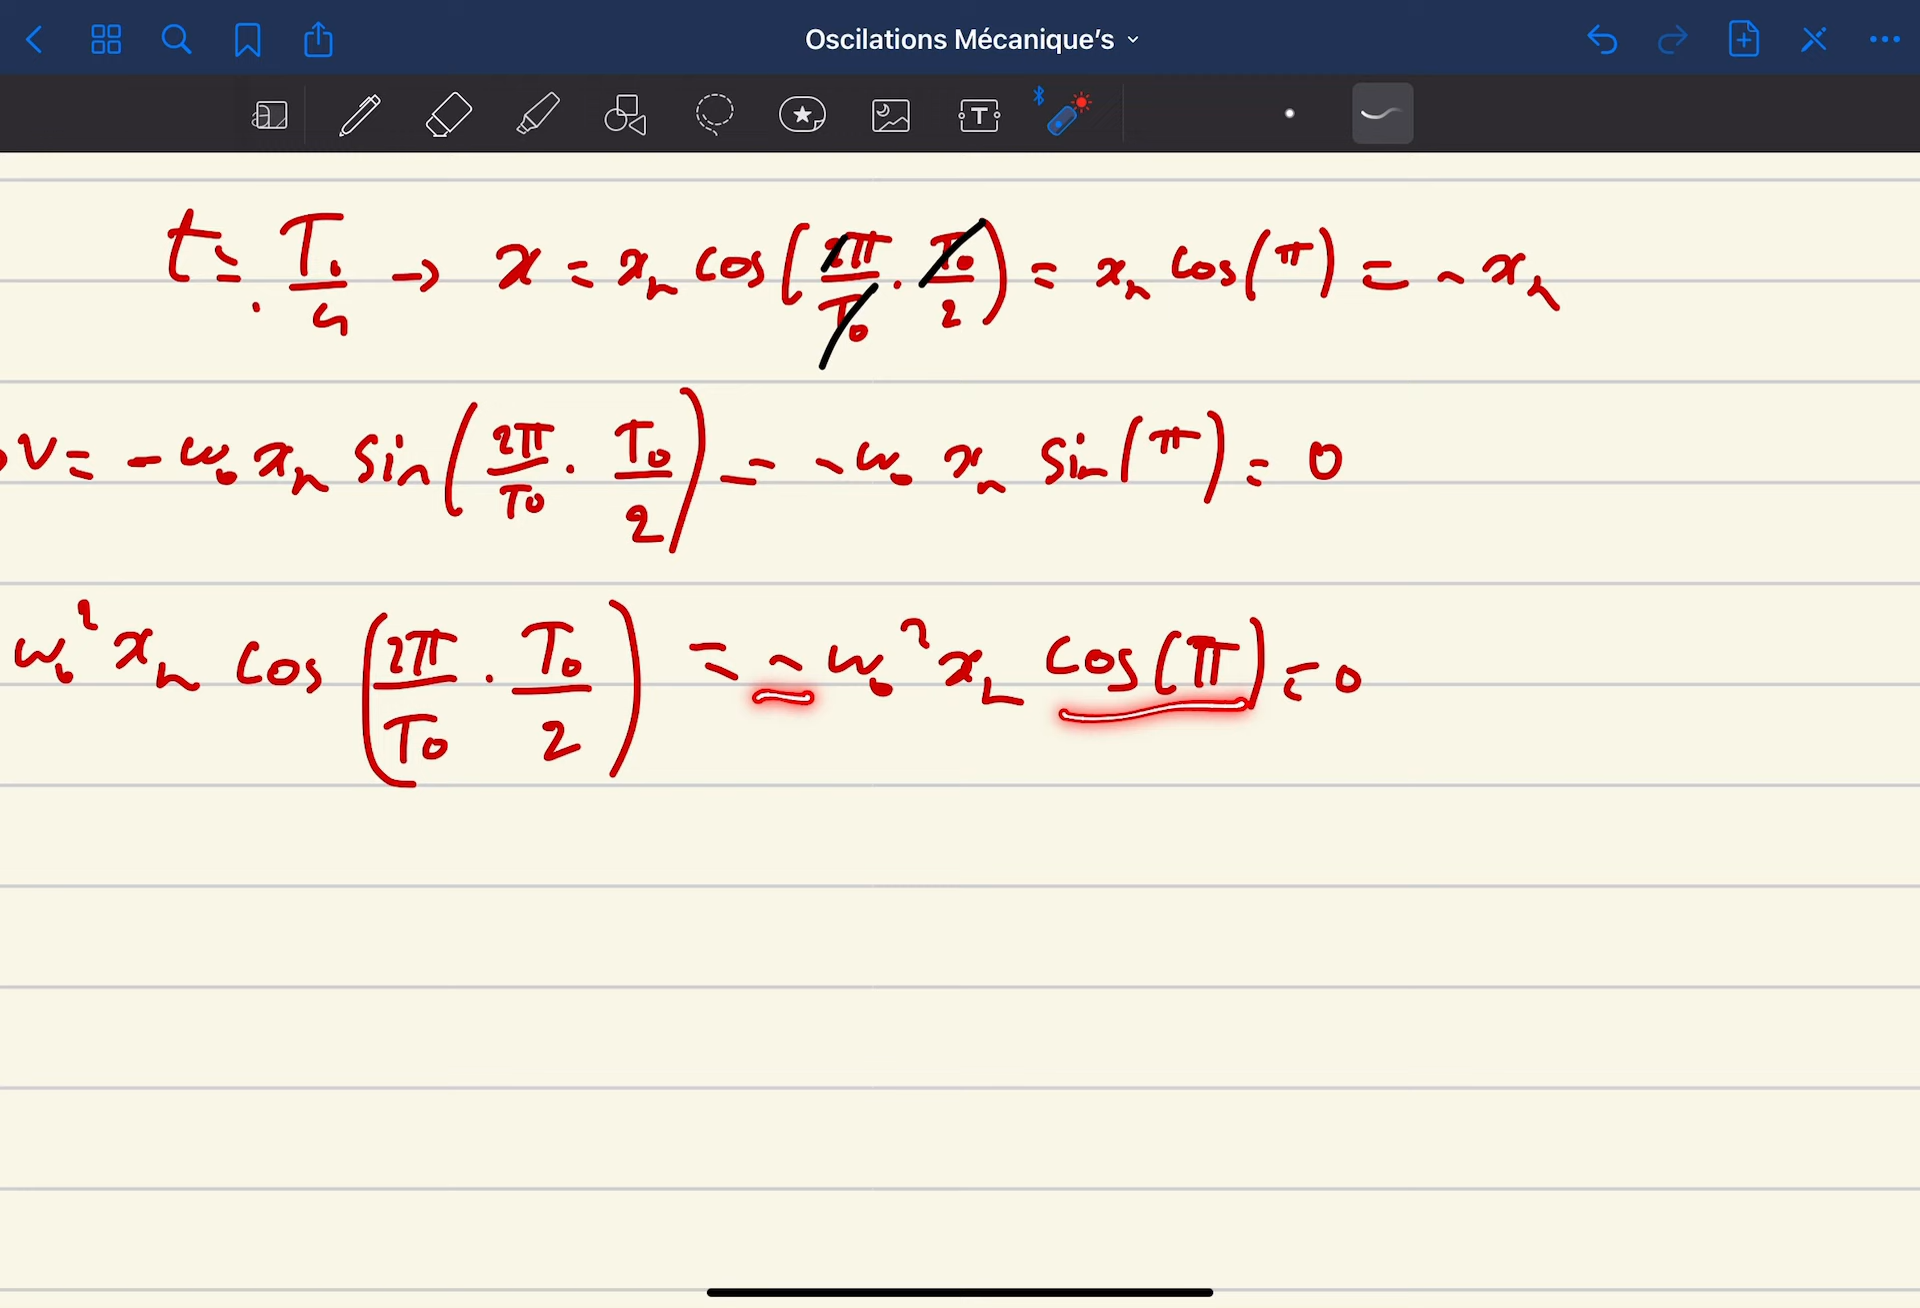 Oscilations Mécanique's
t = T₀/4 → x = xₘ cos(2π/T₀ . T₀/2) = xₘ cos(π) = - xₘ
v = - ω₀ xₘ sin(2π/T₀ . T₀/2) = - ω₀ xₘ sin(π) = 0
ω₀² xₘ cos(2π/T₀ . T₀/2) = - ω₀² xₘ cos(π) = 0